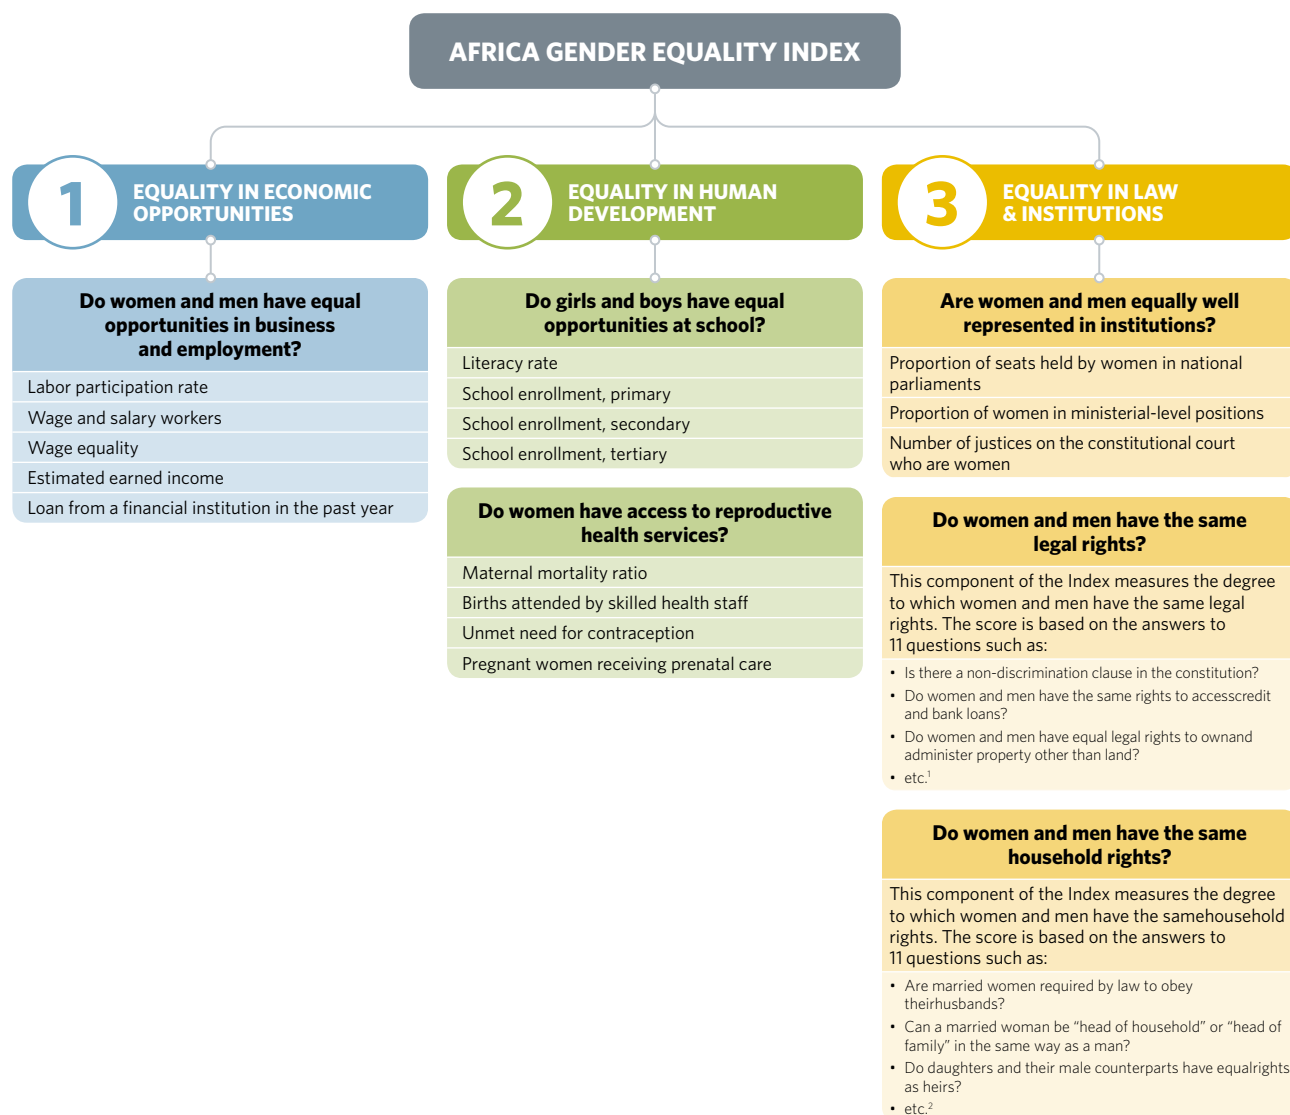 AFRICA GENDER EQUALITY INDEX
1
EQUALITY IN ECONOMIC
OPPORTUNITIES
Do women and men have equal
opportunities in business
and employment?
Labor participation rate
Wage and salary workers
Wage equality
Estimated earned income
Loan from a financial institution in the past year
2
EQUALITY IN HUMAN
DEVELOPMENT
Do girls and boys have equal
opportunities at school?
Literacy rate
School enrollment, primary
School enrollment, secondary
School enrollment, tertiary
Do women have access to reproductive
health services?
Maternal mortality ratio
Births attended by skilled health staff
Unmet need for contraception
Pregnant women receiving prenatal care
3
EQUALITY IN LAW
& INSTITUTIONS
Are women and men equally well
represented in institutions?
Proportion of seats held by women in national
parliaments
Proportion of women in ministerial-level positions
Number of justices on the constitutional court
who are women
Do women and men have the same
legal rights?
This component of the Index measures the degree
to which women and men have the same legal
rights. The score is based on the answers to
11 questions such as:
• Is there a non-discrimination clause in the constitution?
• Do women and men have the same rights to accesscredit
and bank loans?
• Do women and men have equal legal rights to ownand
administer property other than land?
• etc.¹
Do women and men have the same
household rights?
This component of the Index measures the degree
to which women and men have the samehousehold
rights. The score is based on the answers to
11 questions such as:
• Are married women required by law to obey
theirhusbands?
• Can a married woman be “head of household” or “head of
family” in the same way as a man?
• Do daughters and their male counterparts have equalrights
as heirs?
• etc.²